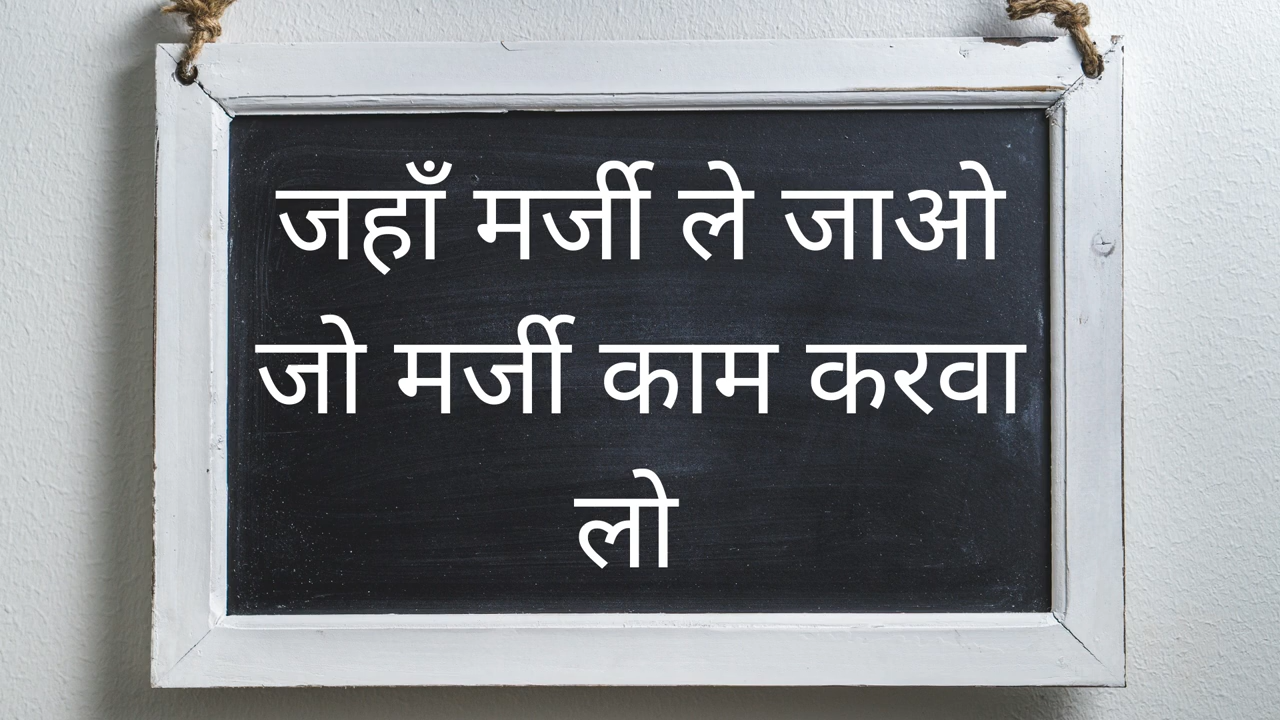 जहाँ मर्जी ले जाओ
जो मर्जी काम करवा
लो